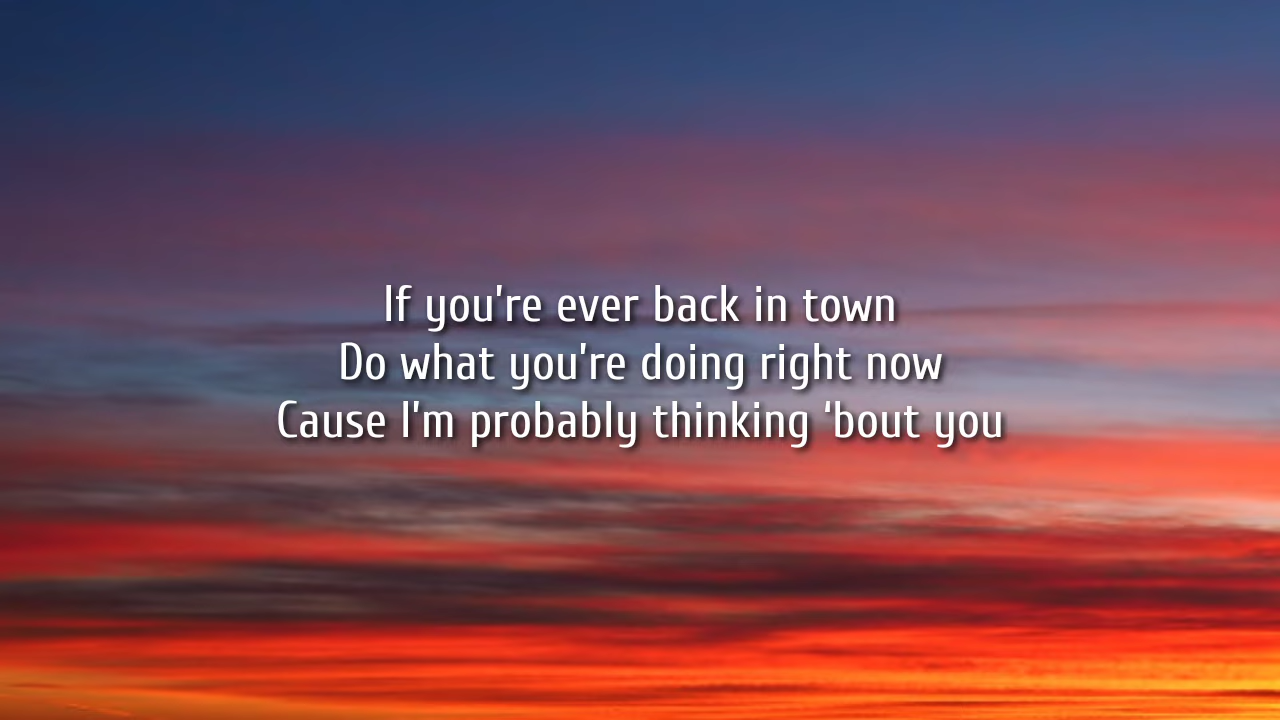 If you're ever back in town
Do what you're doing right now
Cause I'm probably thinking ‘bout you